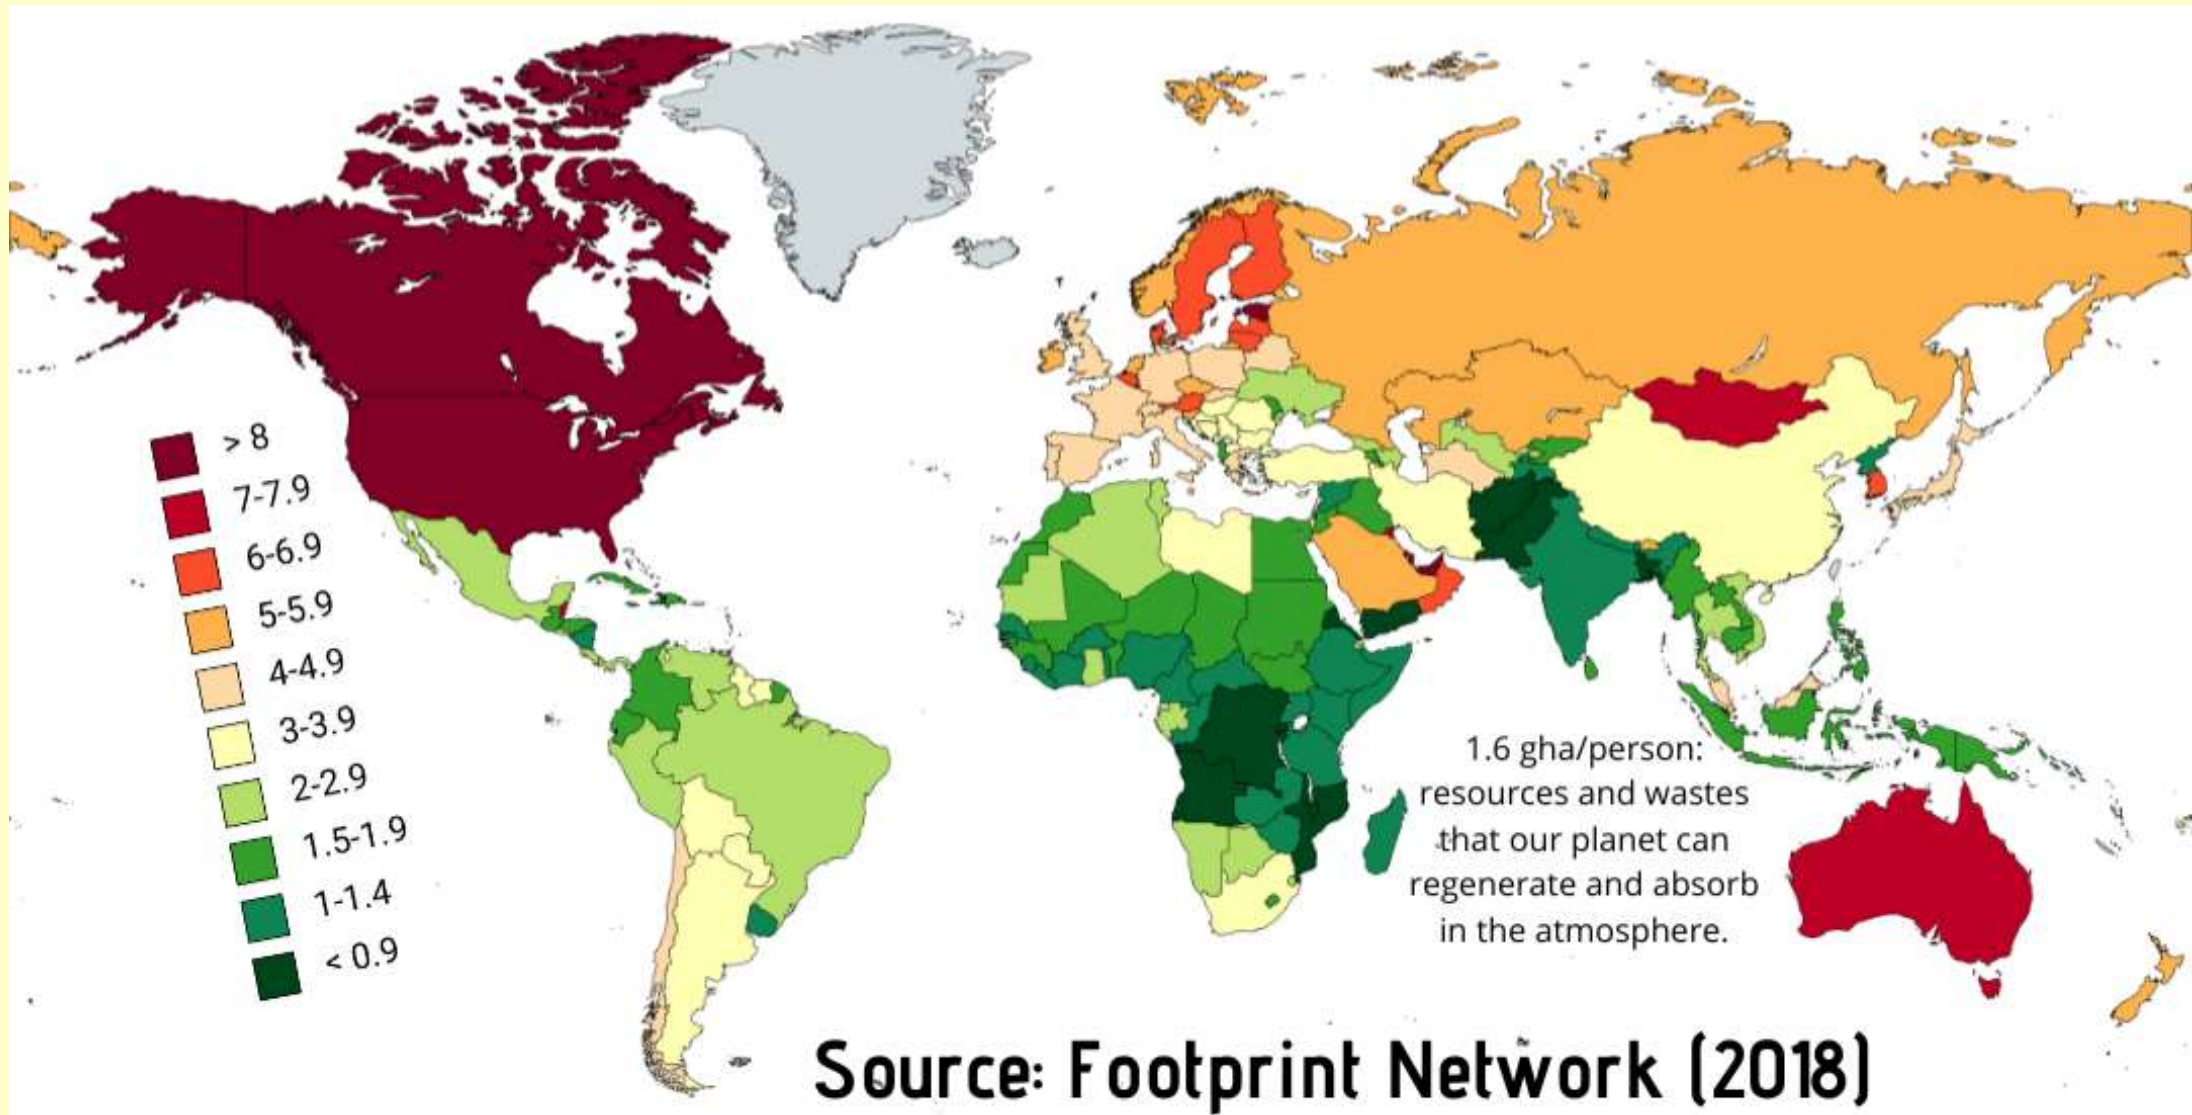 > 8
7-7.9
6-6.9
5-5.9
4-4.9
3-3.9
2-2.9
1.5-1.9
1-1.4
< 0.9
1.6 gha/person:
resources and wastes
that our planet can
regenerate and absorb
in the atmosphere.
Source: Footprint Network (2018)